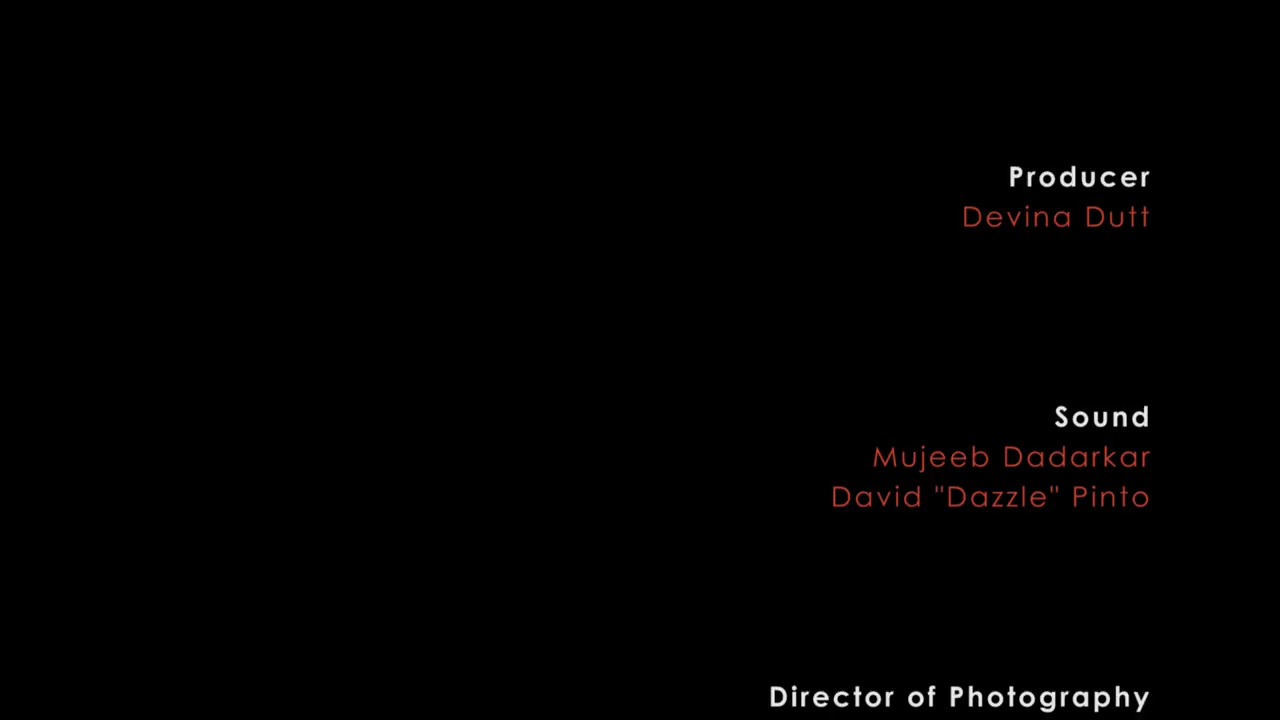 Producer
Devina Dutt
Sound
Mujeeb Dadarkar
David "Dazzle" Pinto
Director of Photography